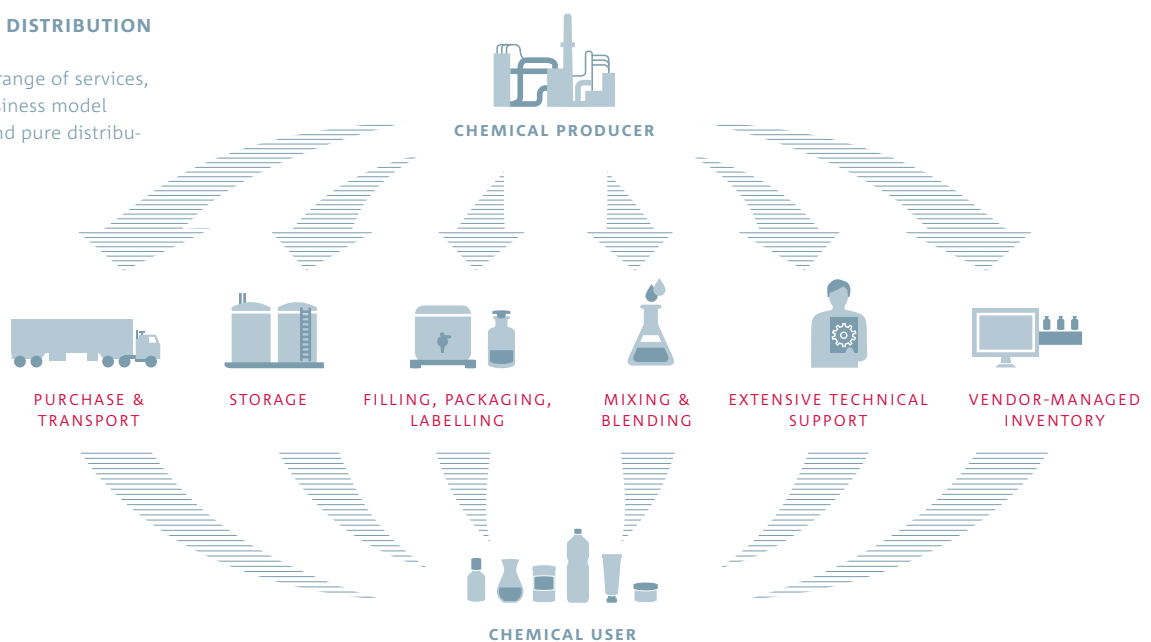 DISTRIBUTION
range of services,
siness model
nd pure distribu-
CHEMICAL PRODUCER
PURCHASE &
TRANSPORT
STORAGE
FILLING, PACKAGING,
LABELLING
MIXING &
BLENDING
EXTENSIVE TECHNICAL
SUPPORT
VENDOR-MANAGED
INVENTORY
CHEMICAL USER